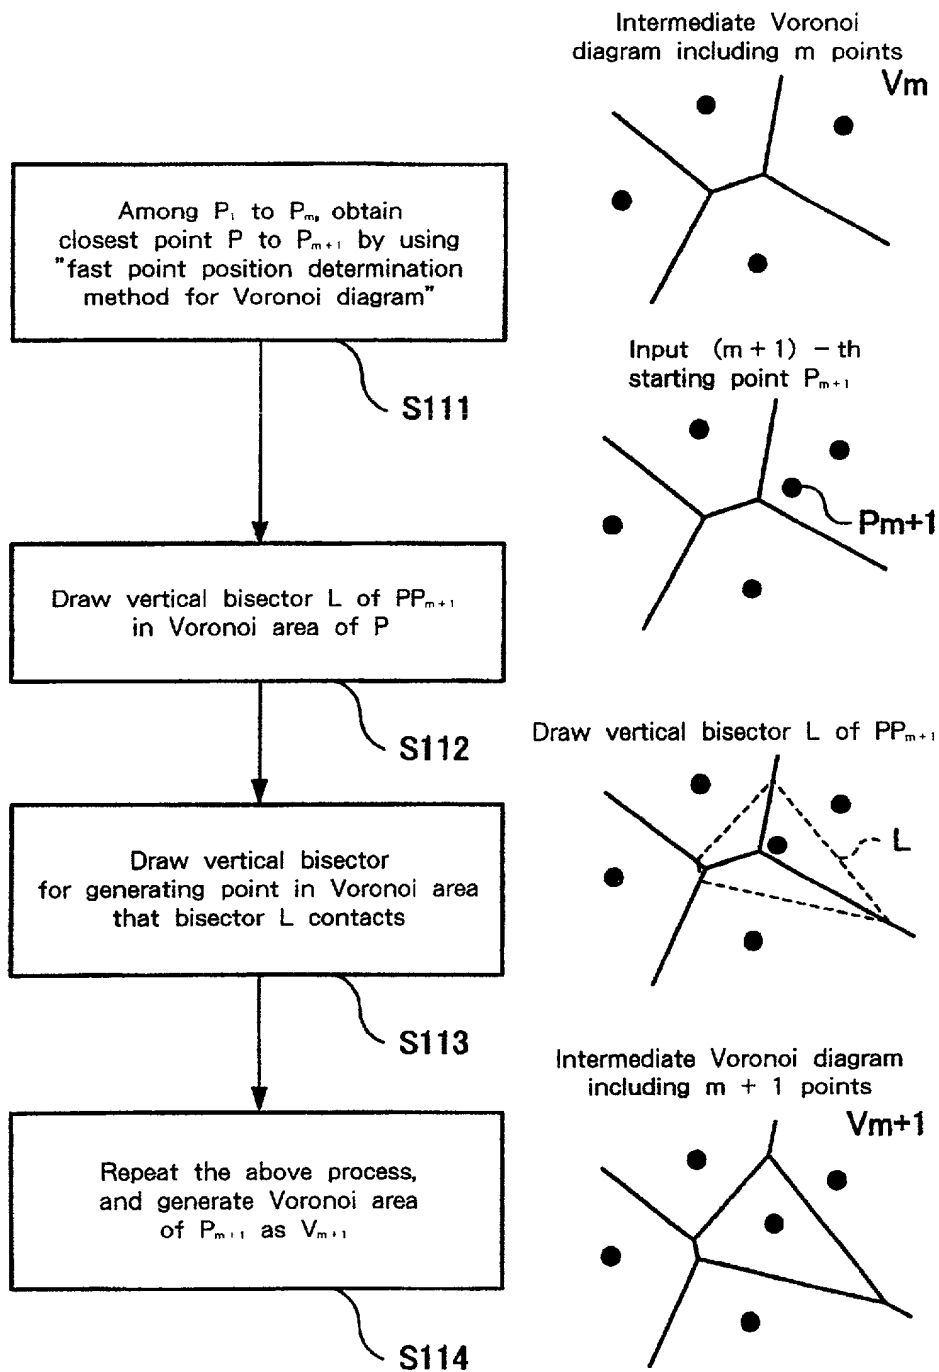 Intermediate Voronoi
diagram including m points
Vm
Among P₁ to Pₘ, obtain
closest point P to Pₘ₊₁ by using
"fast point position determination
method for Voronoi diagram"
S111
Input (m + 1) - th
starting point Pₘ₊₁
Pm+1
Draw vertical bisector L of PPₘ₊₁
in Voronoi area of P
S112
Draw vertical bisector L of PPₘ₊₁
L
Draw vertical bisector
for generating point in Voronoi area
that bisector L contacts
S113
Intermediate Voronoi diagram
including m + 1 points
Vm+1
Repeat the above process,
and generate Voronoi area
of Pₘ₊₁ as Vₘ₊₁
S114